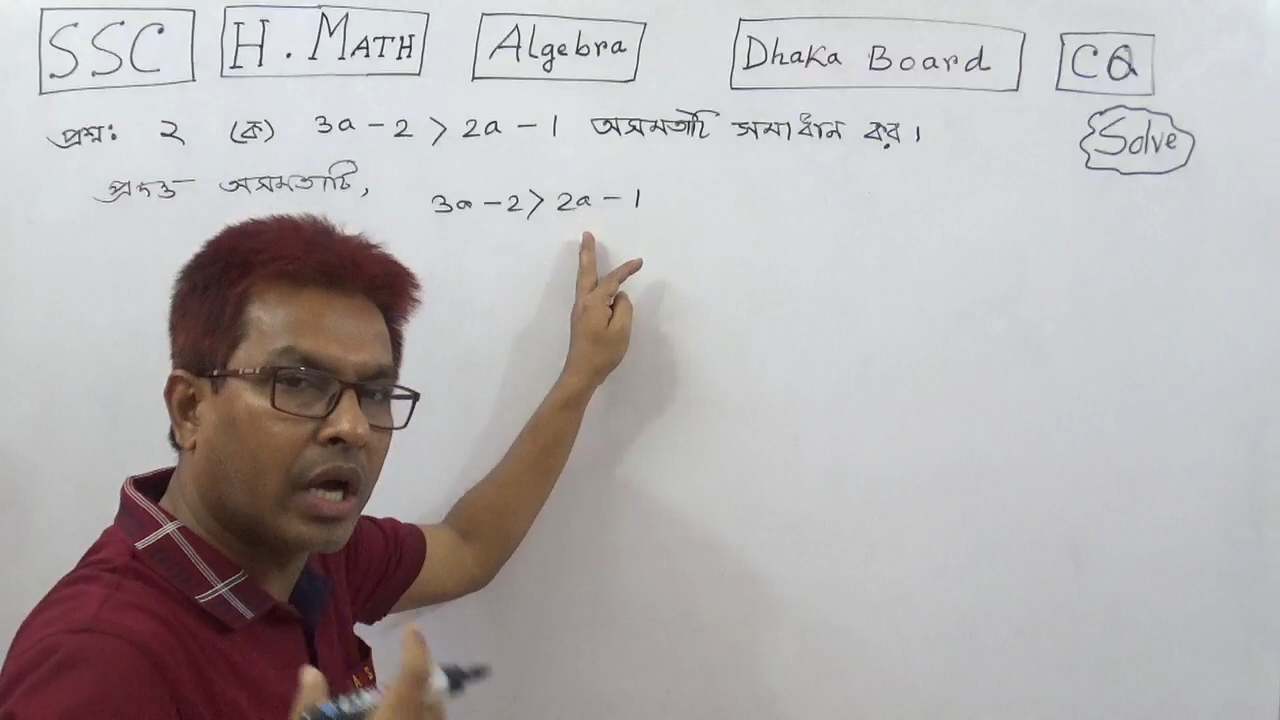 SSC H. MATH Algebra Dhaka Board CQ
প্রশ্ন: ২ (ক) 3a - 2 > 2a - 1 অসমতাটি সমাধান কর।
Solve
প্রদত্ত অসমতাটি, 3a - 2 > 2a - 1